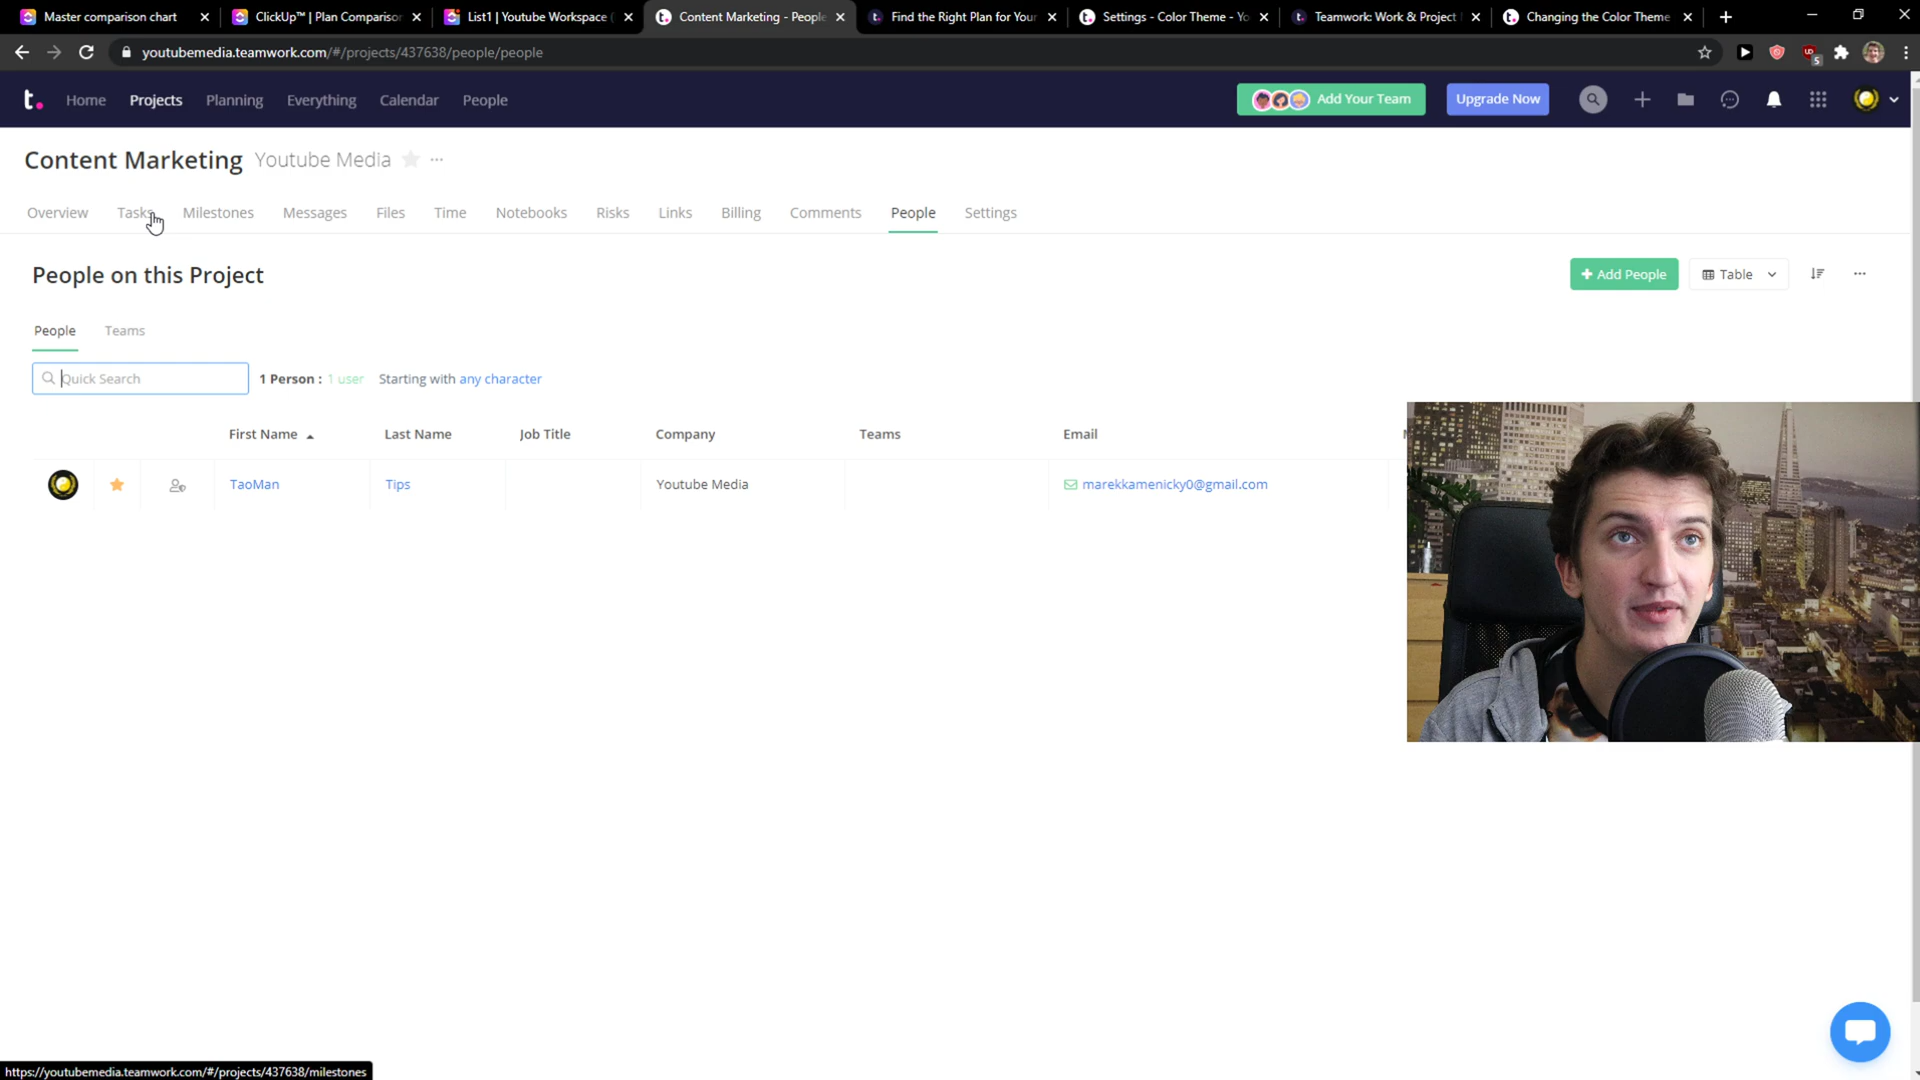 Master comparison chart
ClickUp™ | Plan Comparison
List1 | Youtube Workspace (
Content Marketing - People
Find the Right Plan for Your
Settings - Color Theme - Yo
Teamwork: Work & Project
Changing the Color Theme
youtubemedia.teamwork.com/#/projects/437638/people/people
5
t.
Home
Projects
Planning
Everything
Calendar
People
Add Your Team
Upgrade Now
Content Marketing Youtube Media
Overview
Tasks
Milestones
Messages
Files
Time
Notebooks
Risks
Links
Billing
Comments
People
Settings
People on this Project
+ Add People
Table
People
Teams
Quick Search
1 Person : 1 user Starting with any character
First Name
Last Name
Job Title
Company
Teams
Email
TaoMan
Tips
Youtube Media
marekkamenicky0@gmail.com
https://youtubemedia.teamwork.com/#/projects/437638/milestones